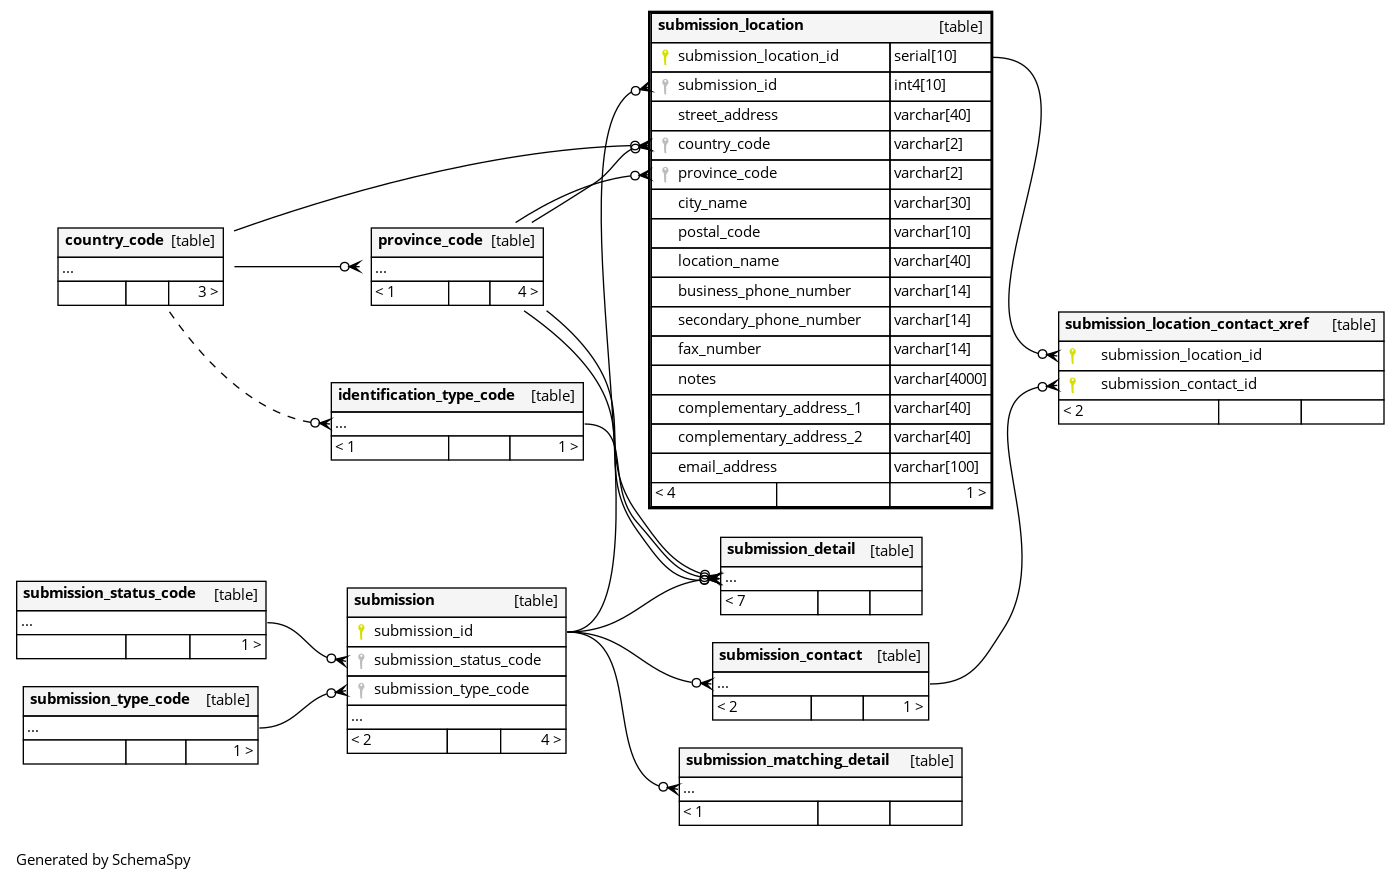 submission_location [table]
submission_location_id serial[10]
submission_id int4[10]
street_address varchar[40]
country_code varchar[2]
province_code varchar[2]
city_name varchar[30]
postal_code varchar[10]
location_name varchar[40]
business_phone_number varchar[14]
secondary_phone_number varchar[14]
fax_number varchar[14]
notes varchar[4000]
complementary_address_1 varchar[40]
complementary_address_2 varchar[40]
email_address varchar[100]
< 4 1 >
country_code [table]
...
3 >
province_code [table]
...
< 1 4 >
submission_location_contact_xref [table]
submission_location_id
submission_contact_id
< 2
identification_type_code [table]
...
< 1 1 >
submission_detail [table]
...
< 7
submission_status_code [table]
...
1 >
submission [table]
submission_id
submission_status_code
submission_type_code
...
< 2 4 >
submission_contact [table]
...
< 2 1 >
submission_type_code [table]
...
1 >
submission_matching_detail [table]
...
< 1
Generated by SchemaSpy